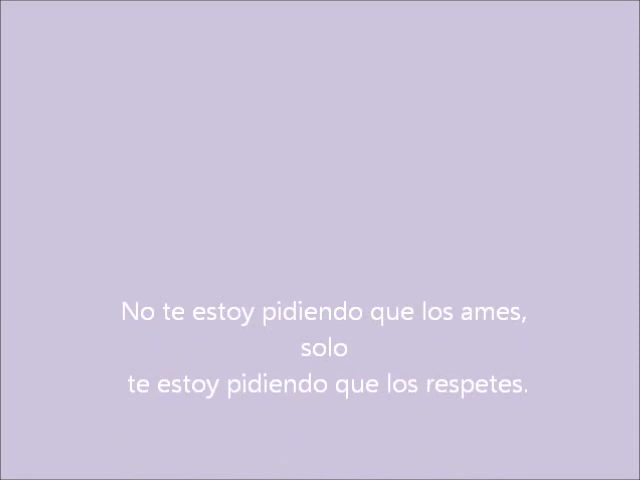 No te estoy pidiendo que los ames,
solo
te estoy pidiendo que los respetes.